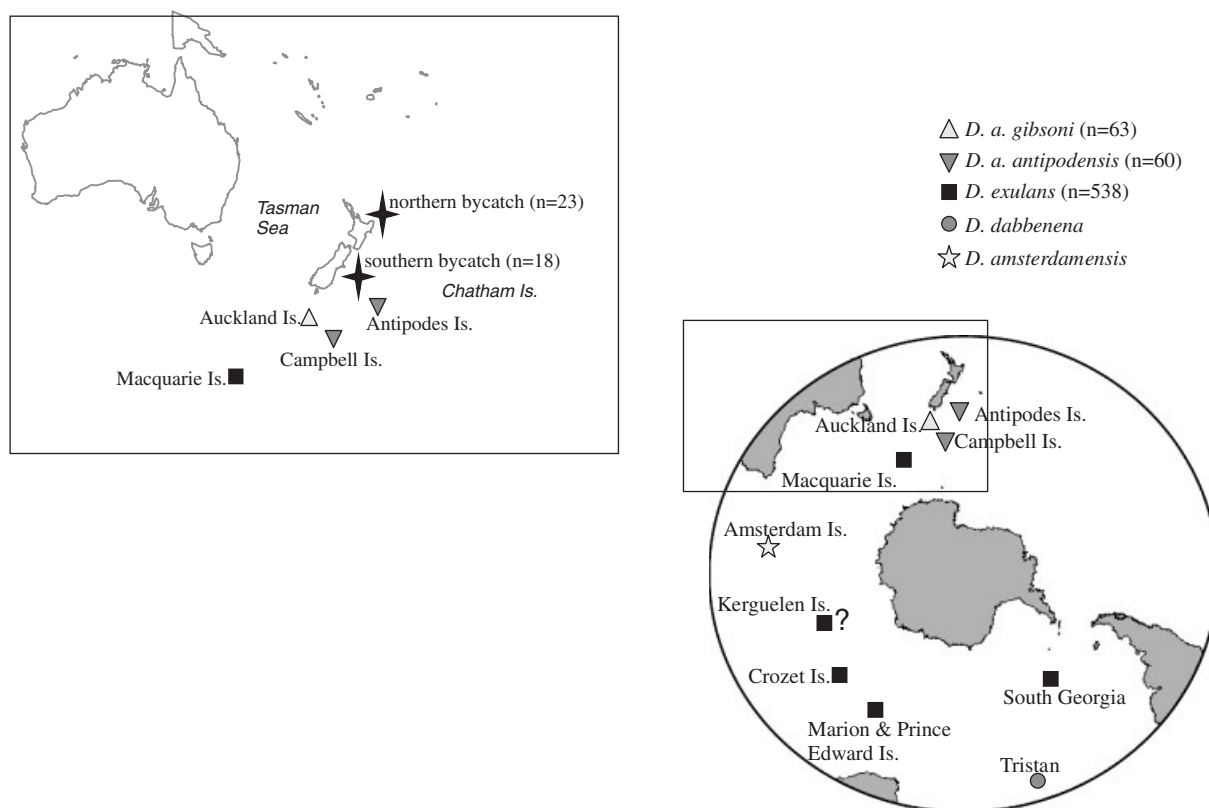 Tasman
Sea
northern bycatch (n=23)
southern bycatch (n=18)
Chatham Is.
Auckland Is.
Antipodes Is.
Campbell Is.
Macquarie Is.
D. a. gibsoni (n=63)
D. a. antipodensis (n=60)
D. exulans (n=538)
D. dabbenena
D. amsterdamensis
Antipodes Is.
Auckland Is.
Campbell Is.
Macquarie Is.
Amsterdam Is.
Kerguelen Is. ?
Crozet Is.
South Georgia
Marion & Prince
Edward Is.
Tristan